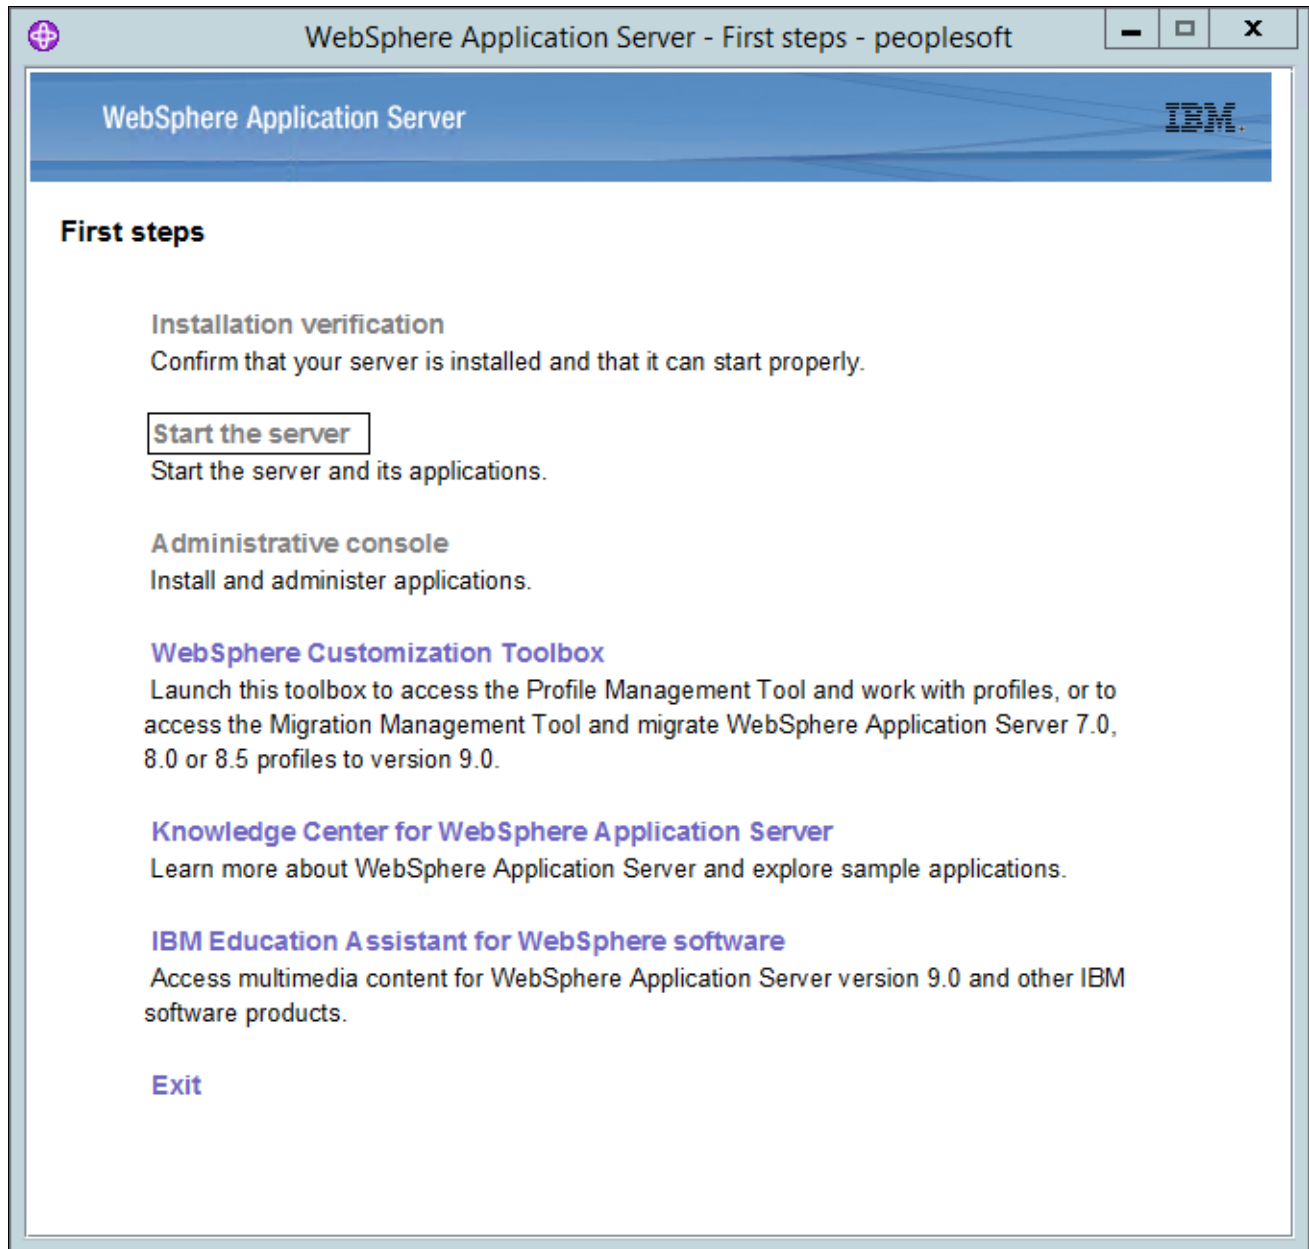 WebSphere Application Server - First steps - peoplesoft
WebSphere Application Server
IBM.
First steps
Installation verification
Confirm that your server is installed and that it can start properly.
Start the server
Start the server and its applications.
Administrative console
Install and administer applications.
WebSphere Customization Toolbox
Launch this toolbox to access the Profile Management Tool and work with profiles, or to
access the Migration Management Tool and migrate WebSphere Application Server 7.0,
8.0 or 8.5 profiles to version 9.0.
Knowledge Center for WebSphere Application Server
Learn more about WebSphere Application Server and explore sample applications.
IBM Education Assistant for WebSphere software
Access multimedia content for WebSphere Application Server version 9.0 and other IBM
software products.
Exit